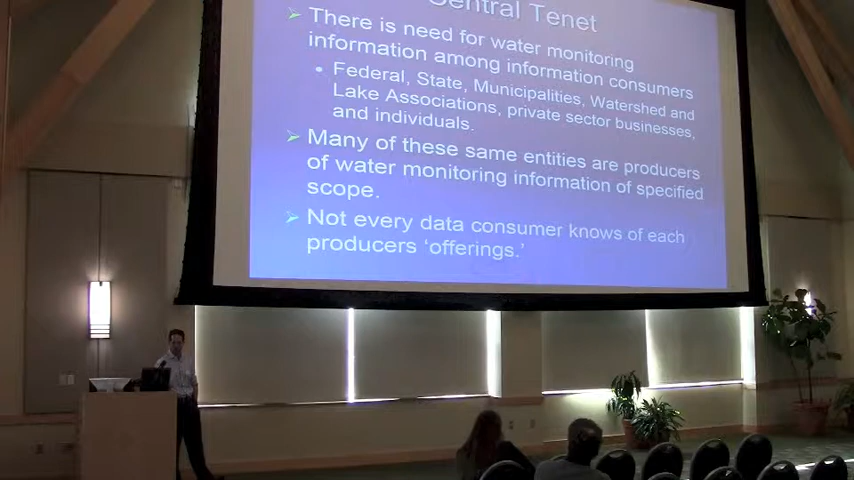 Central Tenet
There is need for water monitoring
information among information consumers
Federal, State, Municipalities, Watershed and
Lake Associations, private sector businesses,
and individuals.
Many of these same entities are producers
of water monitoring information of specified
scope.
Not every data consumer knows of each
producers ‘offerings.’